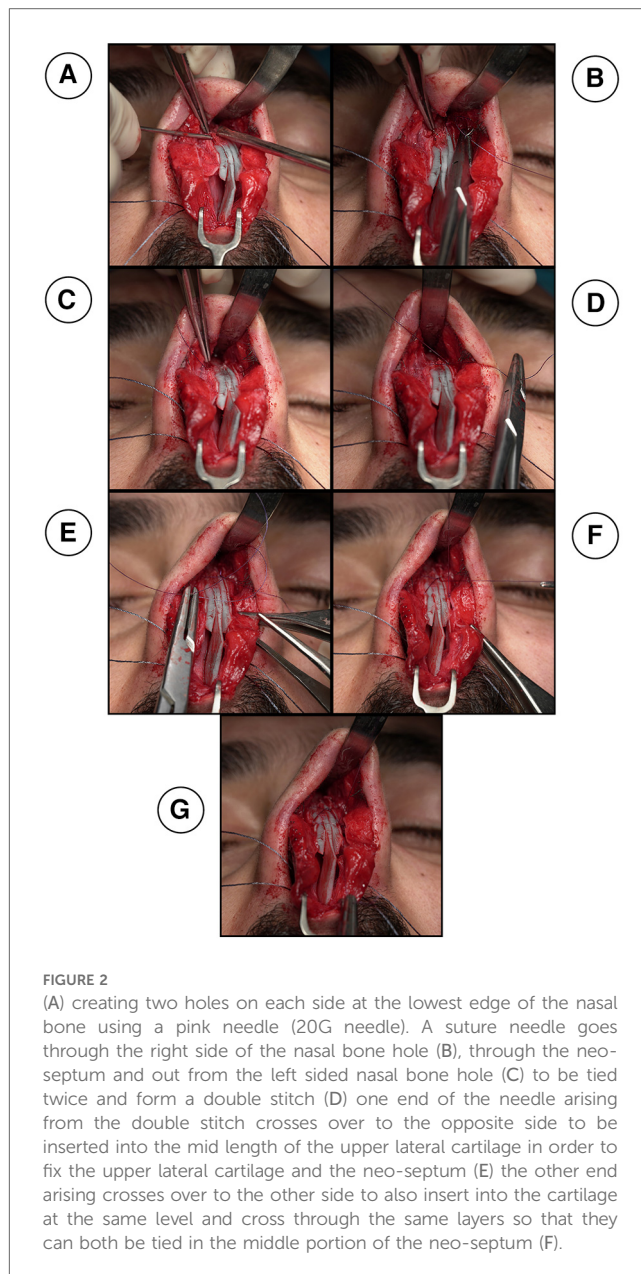 A
B
C
D
E
F
G
FIGURE 2
(A) creating two holes on each side at the lowest edge of the nasal
bone using a pink needle (20G needle). A suture needle goes
through the right side of the nasal bone hole (B), through the neo-
septum and out from the left sided nasal bone hole (C) to be tied
twice and form a double stitch (D) one end of the needle arising
from the double stitch crosses over to the opposite side to be
inserted into the mid length of the upper lateral cartilage in order to
fix the upper lateral cartilage and the neo-septum (E) the other end
arising crosses over to the other side to also insert into the cartilage
at the same level and cross through the same layers so that they
can both be tied in the middle portion of the neo-septum (F).